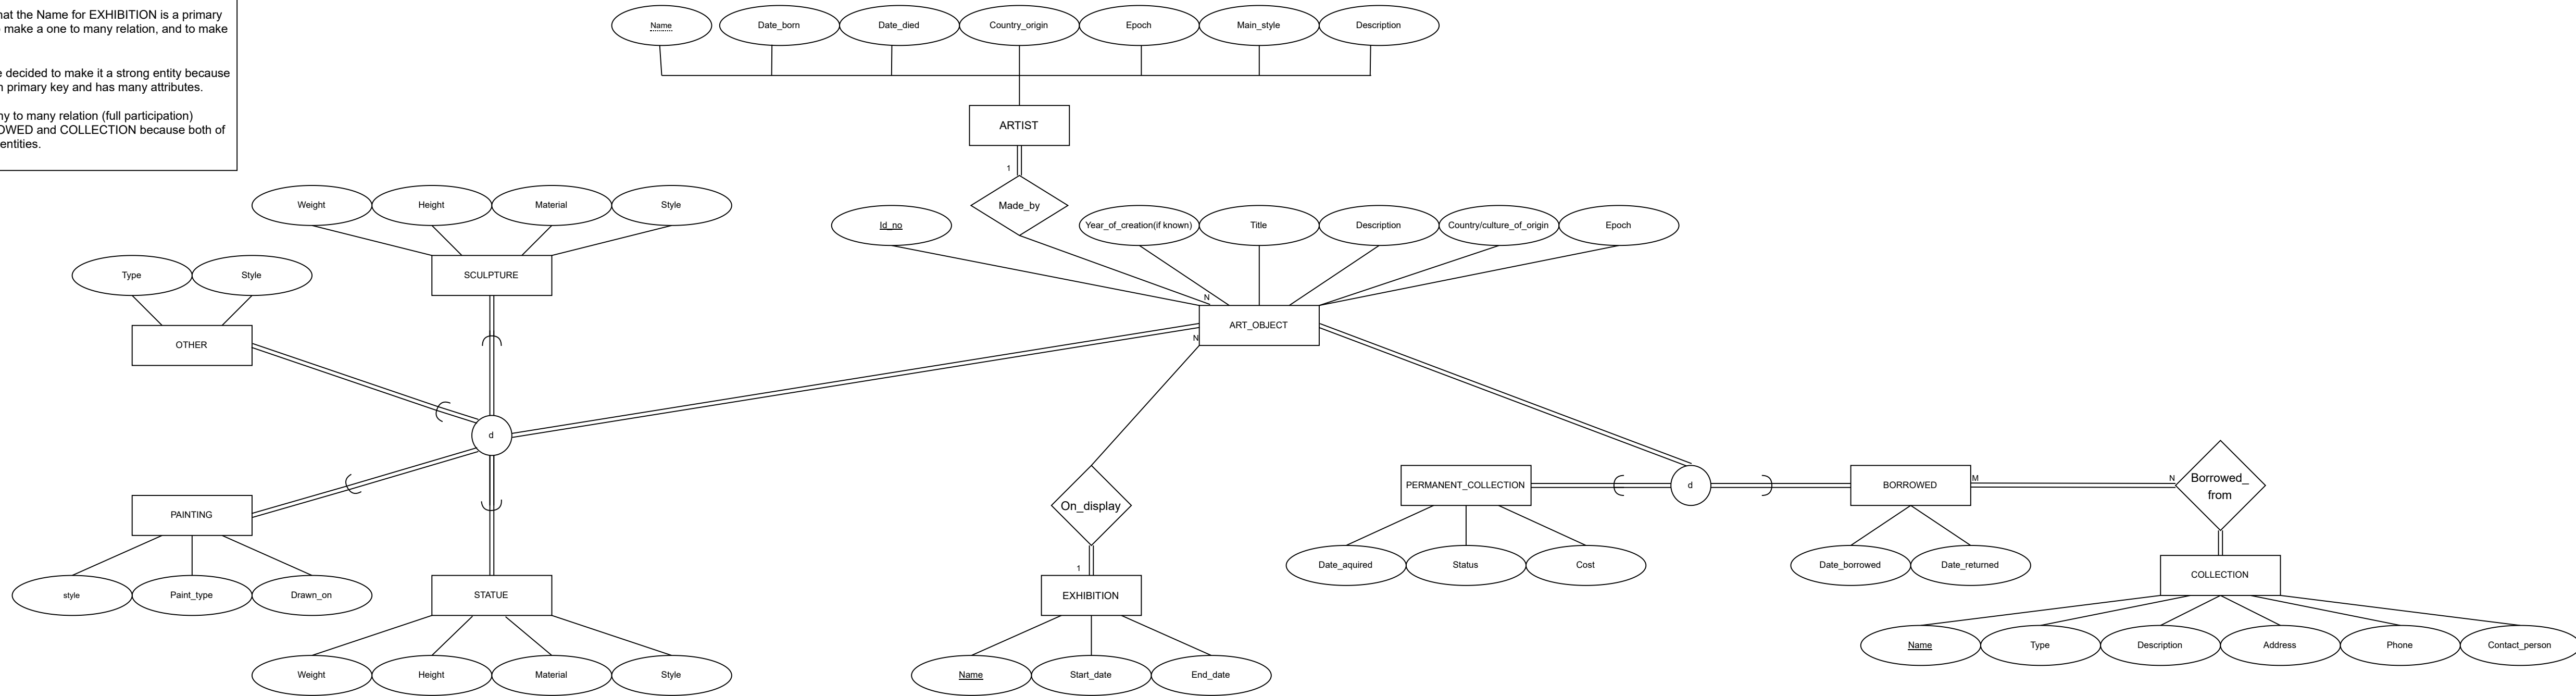 hat the Name for EXHIBITION is a primary
make a one to many relation, and to make
decided to make it a strong entity because
primary key and has many attributes.
y to many relation (full participation)
OWED and COLLECTION because both of
entities.
Name
Date_born
Date_died
Country_origin
Epoch
Main_style
Description
ARTIST
1
Made_by
Weight
Height
Material
Style
Id_no
Year_of_creation(if known)
Title
Description
Country/culture_of_origin
Epoch
Type
Style
SCULPTURE
N
ART_OBJECT
N
OTHER
d
PAINTING
style
Paint_type
Drawn_on
STATUE
Weight
Height
Material
Style
On_display
1
EXHIBITION
Name
Start_date
End_date
PERMANENT_COLLECTION
d
BORROWED
M
N
Borrowed_
from
Date_aquired
Status
Cost
Date_borrowed
Date_returned
COLLECTION
Name
Type
Description
Address
Phone
Contact_person